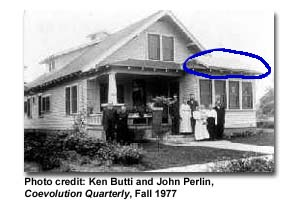 Photo credit: Ken Butti and John Perlin,
Coevolution Quarterly, Fall 1977